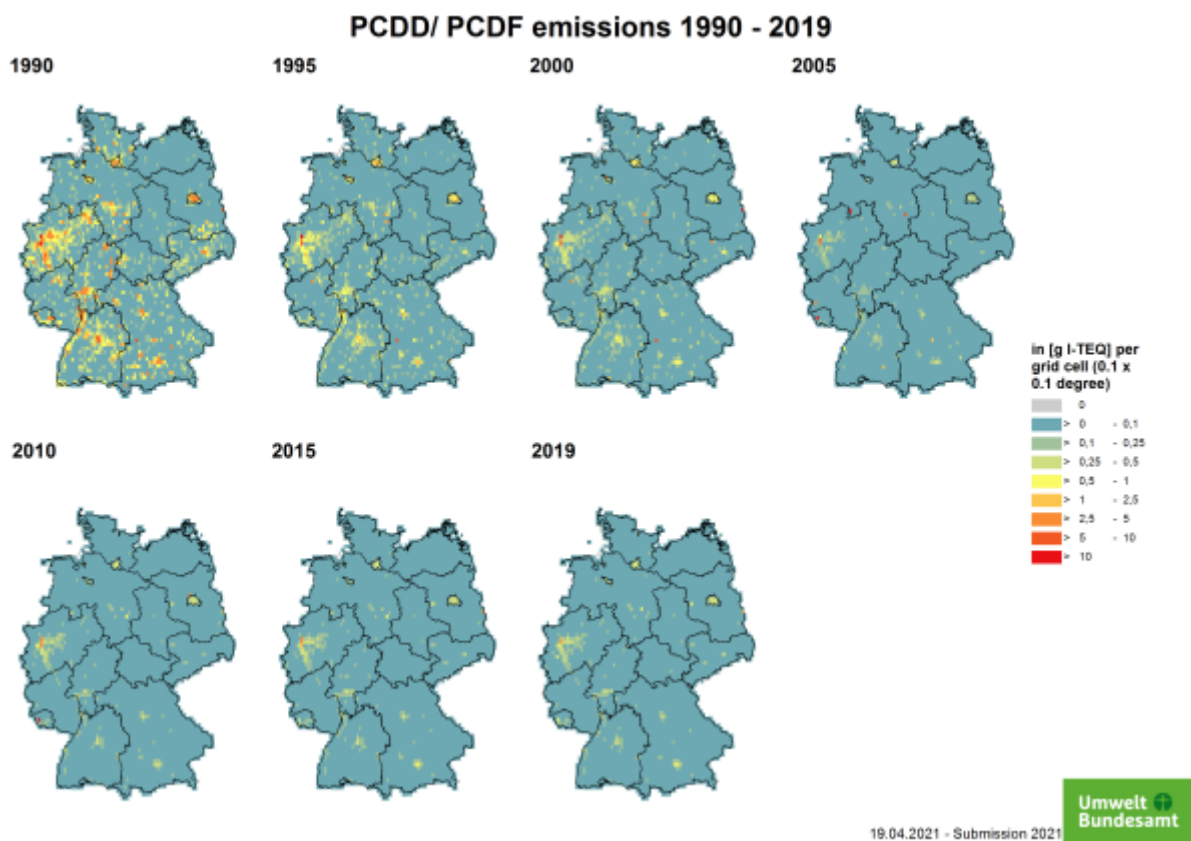 PCDD/ PCDF emissions 1990 - 2019
1990
1995
2000
2005
in [g I-TEQ] per
grid cell (0.1 x
0.1 degree)
0
> 0 - 0,1
> 0,1 - 0,25
> 0,25 - 0,5
> 0,5 - 1
> 1 - 2,5
> 2,5 - 5
> 5 - 10
> 10
2010
2015
2019
19.04.2021 - Submission 2021
Umwelt
Bundesamt